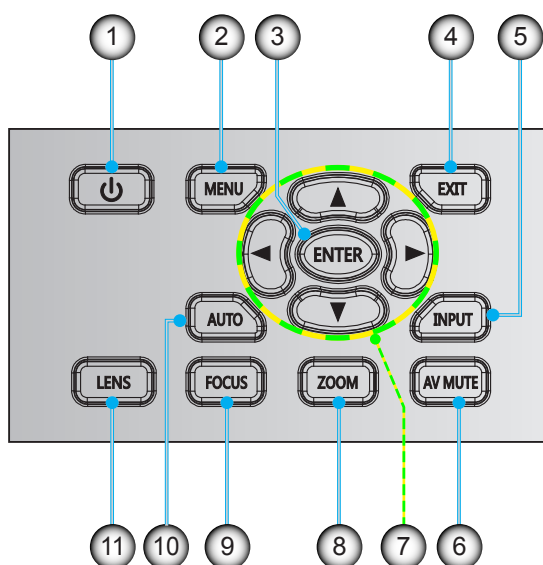 1 2 3 4 5
MENU EXIT
ENTER
AUTO INPUT
LENS FOCUS ZOOM AV MUTE
11 10 9 8 7 6